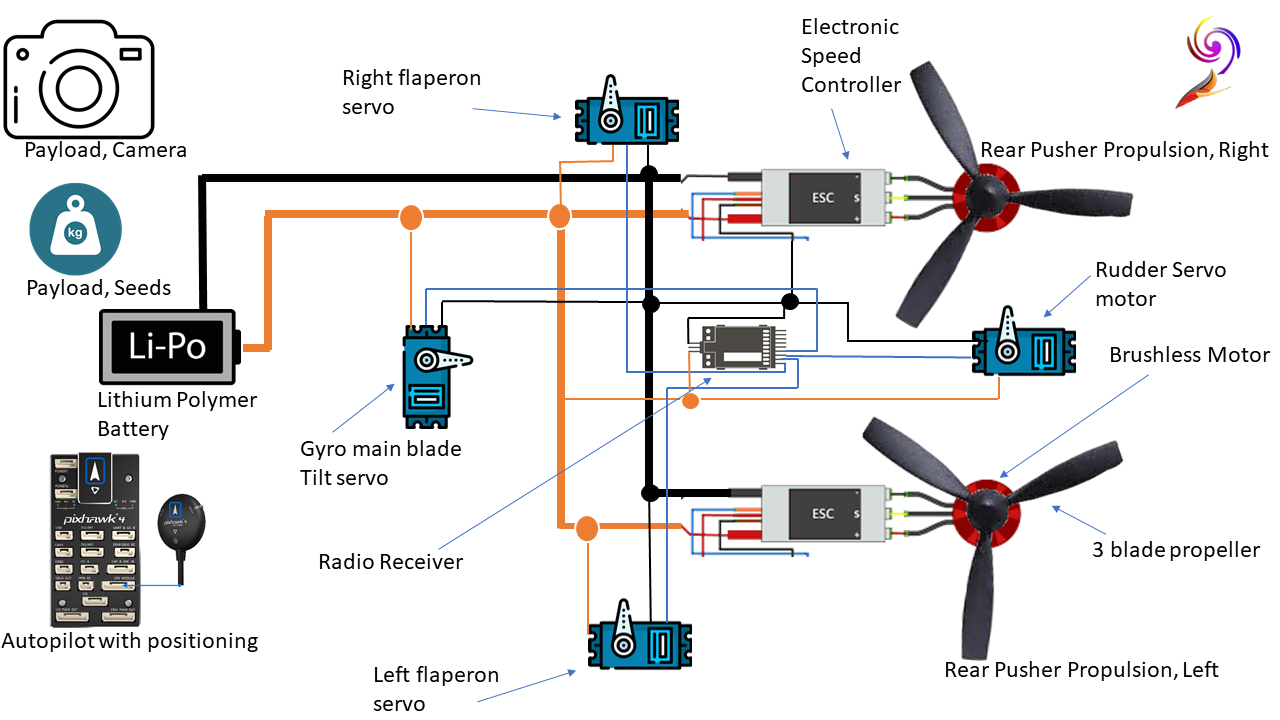 Electronic
Speed
Controller
Right flaperon
servo
Payload, Camera
Rear Pusher Propulsion, Right
ESC
S
kg
Payload, Seeds
Rudder Servo
motor
Li-Po
Brushless Motor
Lithium Polymer
Battery
Gyro main blade
Tilt servo
pixhawk 4
ESC
S
Radio Receiver
3 blade propeller
Autopilot with positioning
Left flaperon
servo
Rear Pusher Propulsion, Left